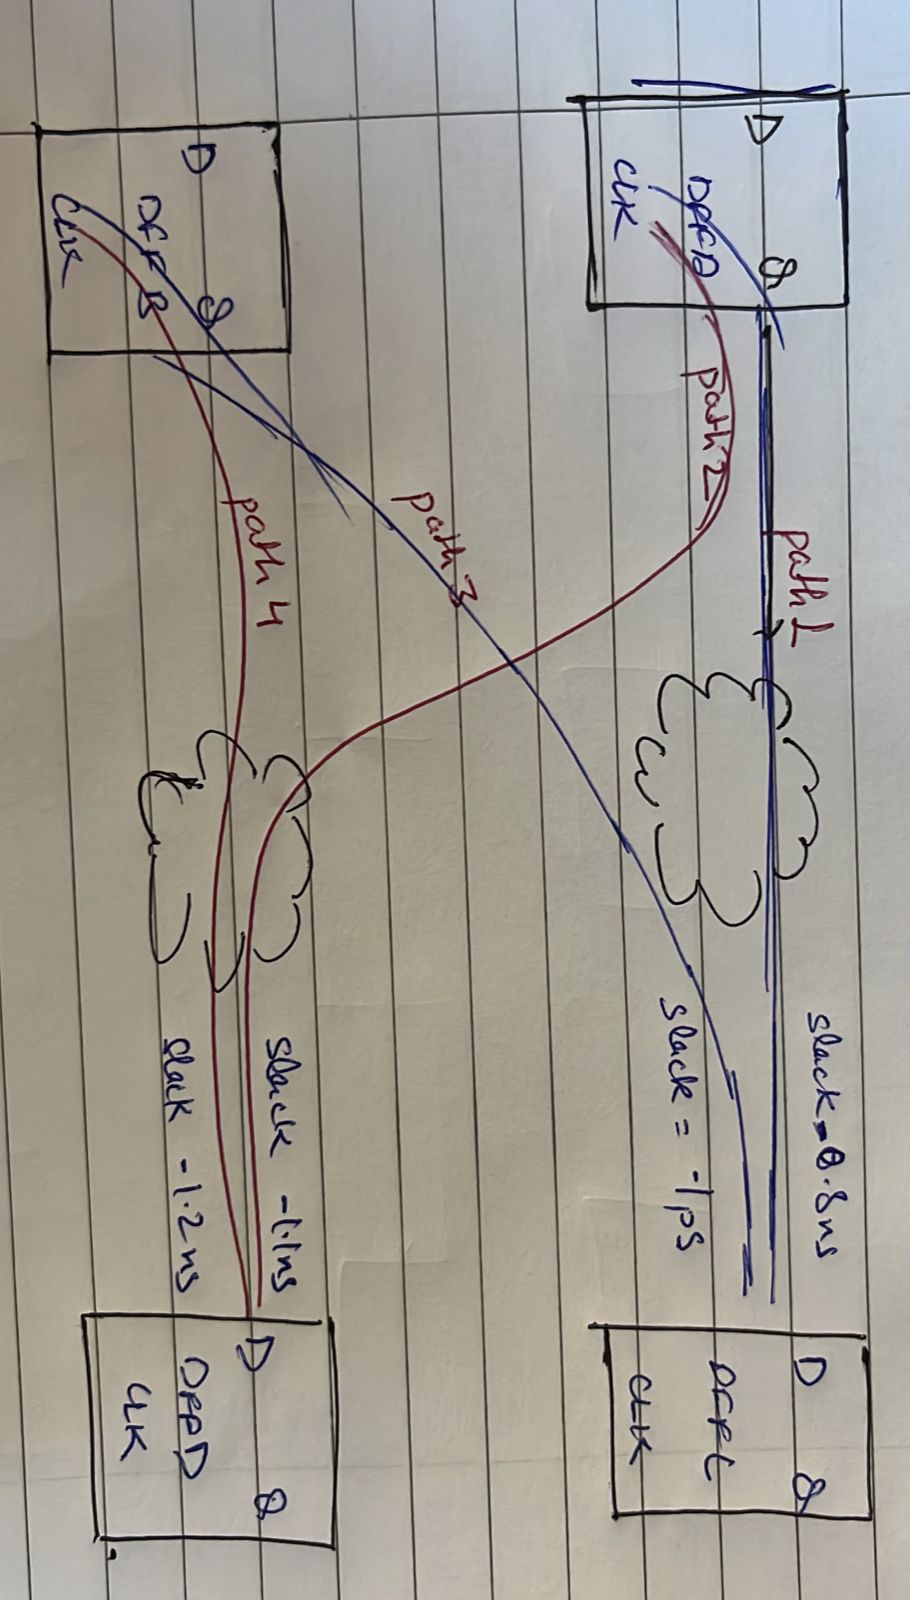 path 1
slack -0.8ns
D Q
DFFA
CLK
path 2
D Q
DFFC
CLK
slack = -1ps
path 3
path 4
D Q
DFF B
CLK
slack -1.1ns
slack -1.2ns
D Q
DFFD
CLK